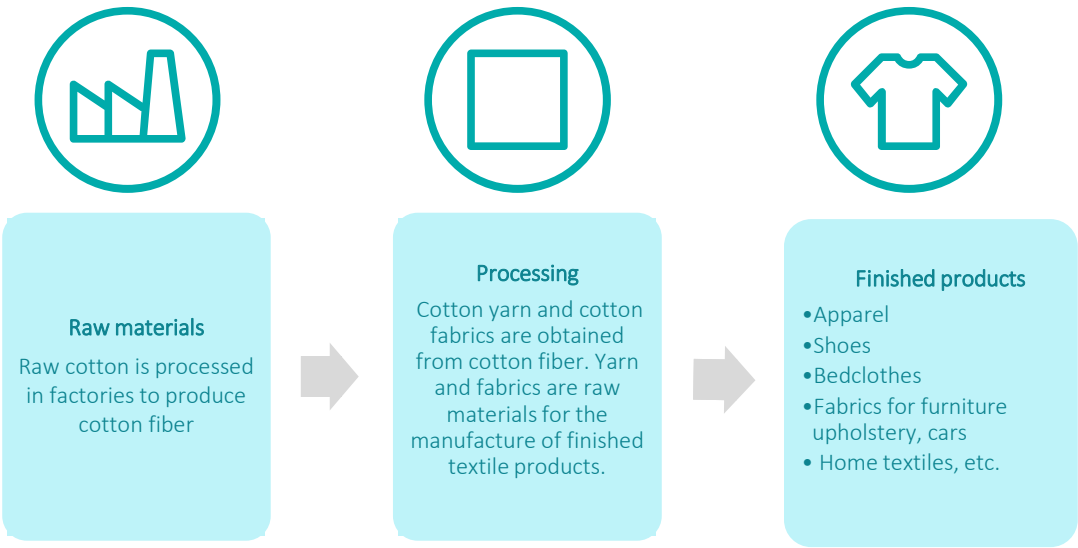 Raw materials
Raw cotton is processed
in factories to produce
cotton fiber
Processing
Cotton yarn and cotton
fabrics are obtained
from cotton fiber. Yarn
and fabrics are raw
materials for the
manufacture of finished
textile products.
Finished products
•Apparel
•Shoes
•Bedclothes
•Fabrics for furniture
upholstery, cars
• Home textiles, etc.